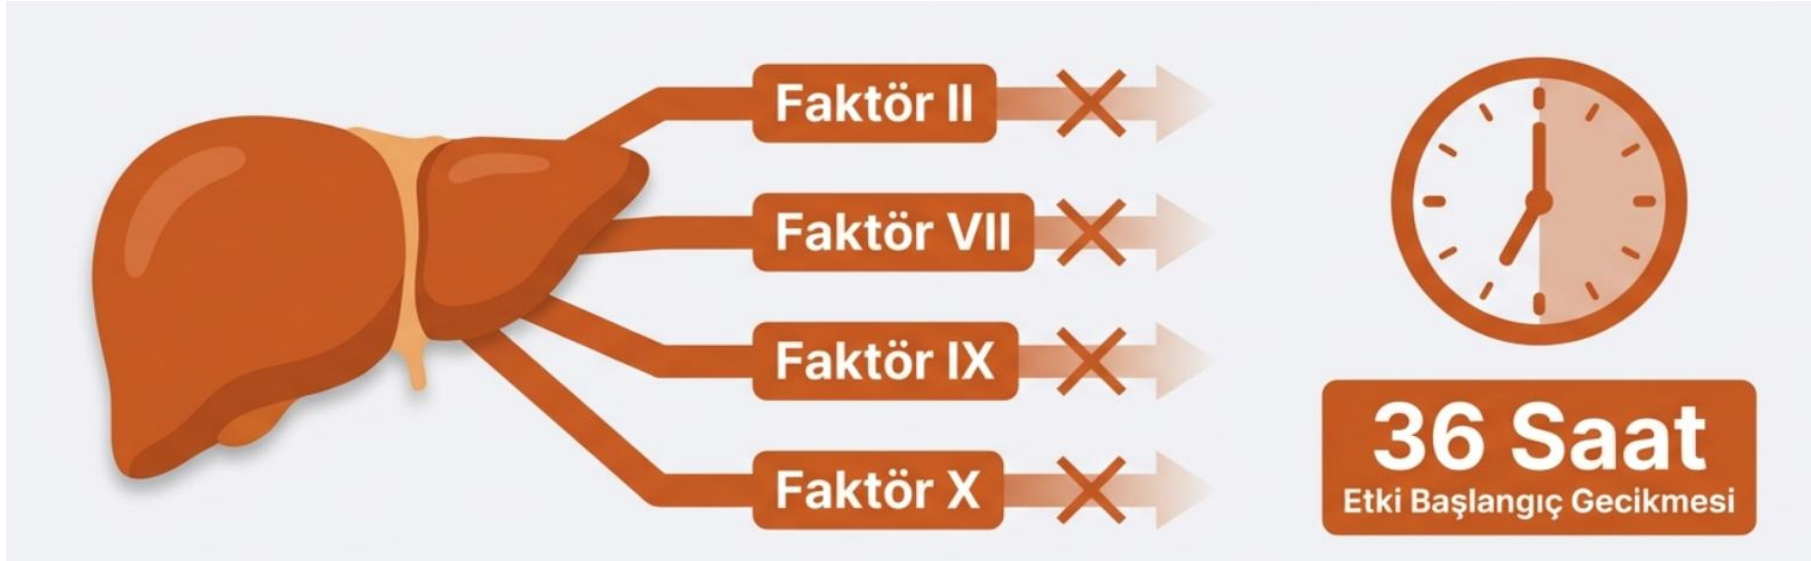 Faktör II
Faktör VII
Faktör IX
Faktör X
36 Saat
Etki Başlangıç Gecikmesi